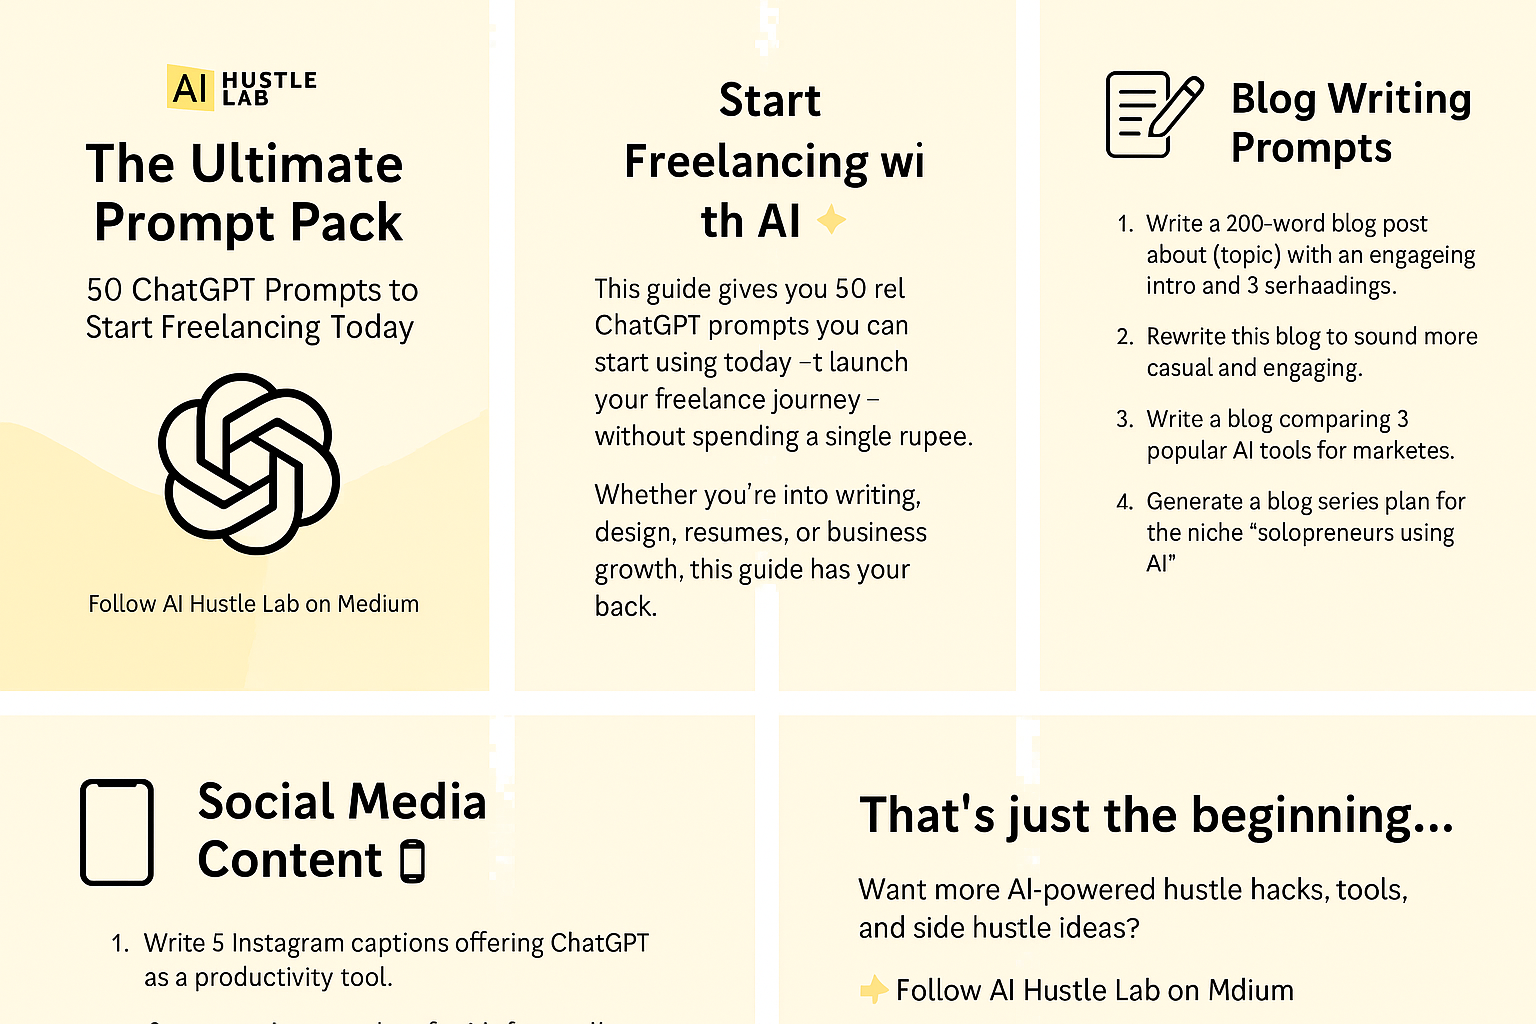 AI HUSTLE
LAB
The Ultimate
Prompt Pack
50 ChatGPT Prompts to
Start Freelancing Today
Follow AI Hustle Lab on Medium
Start
Freelancing wi
th AI
This guide gives you 50 rel
ChatGPT prompts you can
start using today –t launch
your freelance journey –
without spending a single rupee.
Whether you’re into writing,
design, resumes, or business
growth, this guide has your
back.
Blog Writing
Prompts
1. Write a 200-word blog post
about (topic) with an engageing
intro and 3 serhaadings.
2. Rewrite this blog to sound more
casual and engaging.
3. Write a blog comparing 3
popular AI tools for marketes.
4. Generate a blog series plan for
the niche “solopreneurs using
AI”
Social Media
Content
1. Write 5 Instagram captions offering ChatGPT
as a productivity tool.
That's just the beginning...
Want more AI-powered hustle hacks, tools,
and side hustle ideas?
Follow AI Hustle Lab on Mdium